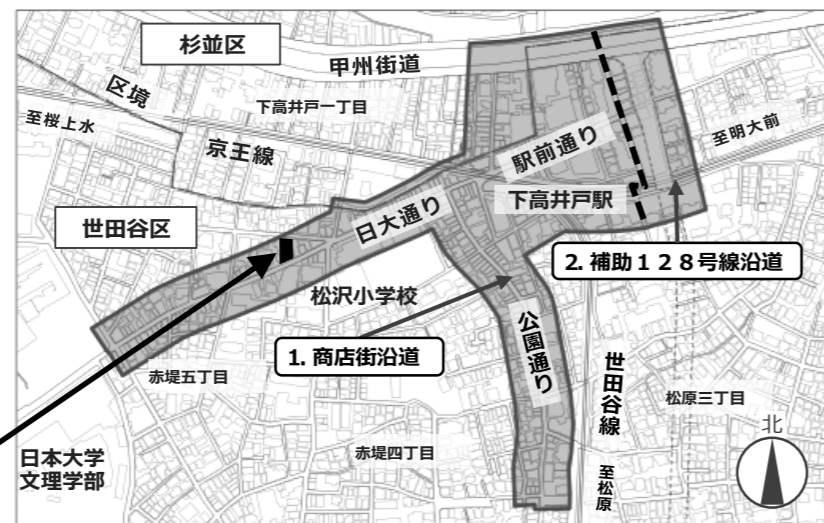 杉並区
甲州街道
区境
下高井戸一丁目
至桜上水
京王線
駅前通り
至明大前
下高井戸駅
世田谷区
日大通り
2. 補助128号線沿道
松沢小学校
1. 商店街沿道
公園通り
赤堤五丁目
世田谷線
松原三丁目
北
赤堤四丁目
日本大学
文理学部
至松原